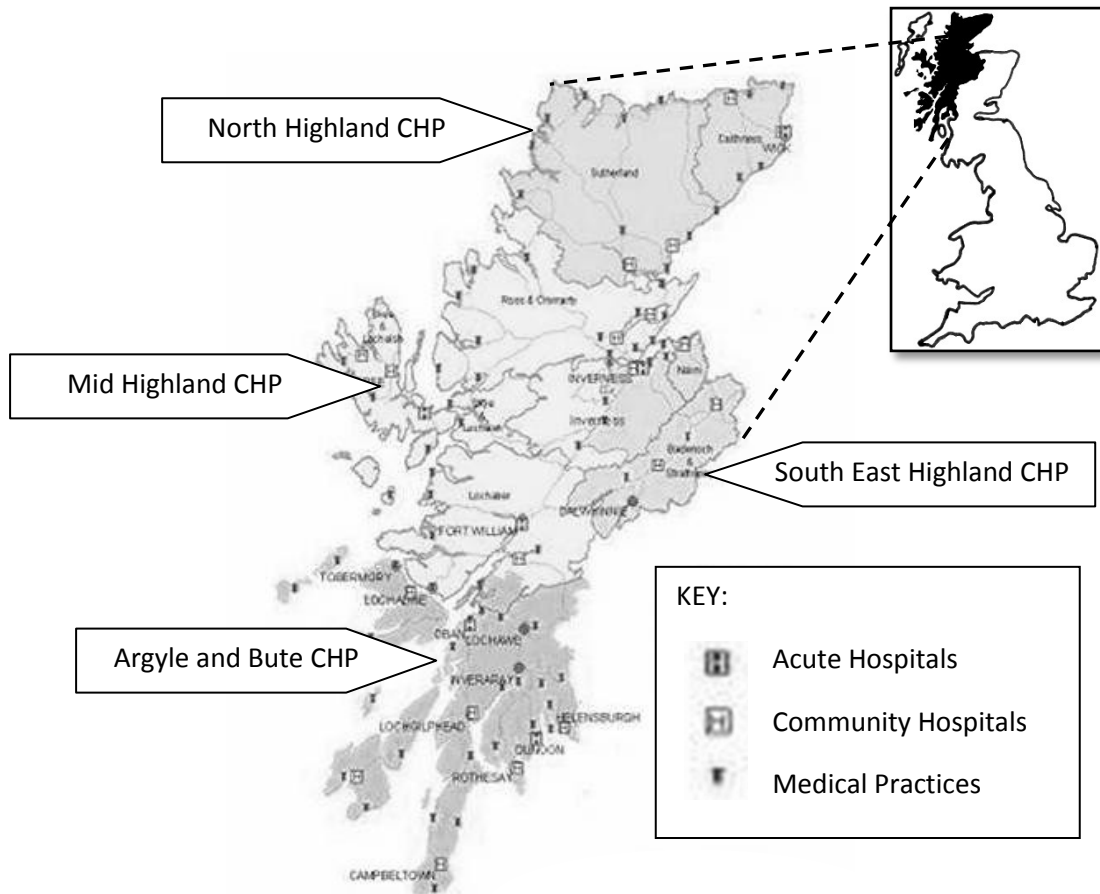 North Highland CHP
Caithness
WICK
Sutherland
Ross & Cromarty
Mid Highland CHP
INVERNESS
Nairn
Inverness
&
South East Highland CHP
Lochaber
DALWHINNIE
FORT WILLIAM
TOBERMORY
LOCHALINE
OBAN
LOCHAWE
Argyle and Bute CHP
INVERARAY
LOCHGILPHEAD
HELENSBURGH
DUNOON
ROTHESAY
CAMPBELTOWN
KEY:
H Acute Hospitals
H Community Hospitals
Medical Practices